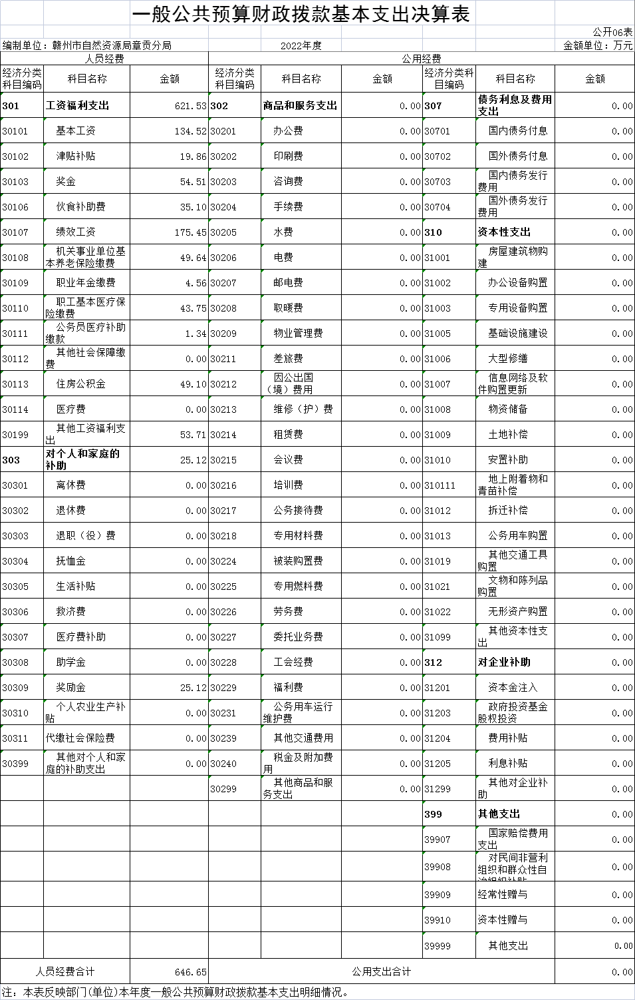 一般公共预算财政拨款基本支出决算表
公开06表
编制单位：赣州市自然资源局章贡分局 2022年度 金额单位：万元
人员经费 公用经费
经济分类科目编码 科目名称 金额 经济分类科目编码 科目名称 金额 经济分类科目编码 科目名称 金额
301 工资福利支出 621.53 302 商品和服务支出 0.00 307 债务利息及费用支出 0.00
30101 基本工资 134.52 30201 办公费 0.00 30701 国内债务付息 0.00
30102 津贴补贴 19.86 30202 印刷费 0.00 30702 国外债务付息 0.00
30103 奖金 54.51 30203 咨询费 0.00 30703 国内债务发行费用 0.00
30106 伙食补助费 35.10 30204 手续费 0.00 30704 国外债务发行费用 0.00
30107 绩效工资 175.45 30205 水费 0.00 310 资本性支出 0.00
30108 机关事业单位基本养老保险缴费 49.64 30206 电费 0.00 31001 房屋建筑物购建 0.00
30109 职业年金缴费 4.56 30207 邮电费 0.00 31002 办公设备购置 0.00
30110 职工基本医疗保险缴费 43.75 30208 取暖费 0.00 31003 专用设备购置 0.00
30111 公务员医疗补助缴款 1.34 30209 物业管理费 0.00 31005 基础设施建设 0.00
30112 其他社会保障缴费 0.00 30211 差旅费 0.00 31006 大型修缮 0.00
30113 住房公积金 49.10 30212 因公出国（境）费用 0.00 31007 信息网络及软件购置更新 0.00
30114 医疗费 0.00 30213 维修（护）费 0.00 31008 物资储备 0.00
30199 其他工资福利支出 53.71 30214 租赁费 0.00 31009 土地补偿 0.00
303 对个人和家庭的补助 25.12 30215 会议费 0.00 31010 安置补助 0.00
30301 离休费 0.00 30216 培训费 0.00 310111 地上附着物和青苗补偿 0.00
30302 退休费 0.00 30217 公务接待费 0.00 31012 拆迁补偿 0.00
30303 退职（役）费 0.00 30218 专用材料费 0.00 31013 公务用车购置 0.00
30304 抚恤金 0.00 30224 被装购置费 0.00 31019 其他交通工具购置 0.00
30305 生活补贴 0.00 30225 专用燃料费 0.00 31021 文物和陈列品购置 0.00
30306 救济费 0.00 30226 劳务费 0.00 31022 无形资产购置 0.00
30307 医疗费补助 0.00 30227 委托业务费 0.00 31099 其他资本性支出 0.00
30308 助学金 0.00 30228 工会经费 0.00 312 对企业补助 0.00
30309 奖励金 25.12 30229 福利费 0.00 31201 资本金注入 0.00
30310 个人农业生产补贴 0.00 30231 公务用车运行维护费 0.00 31203 政府投资基金股权投资 0.00
30311 代缴社会保险费 0.00 30239 其他交通费用 0.00 31204 费用补贴 0.00
30399 其他对个人和家庭的补助支出 0.00 30240 税金及附加费用 0.00 31205 利息补贴 0.00
30299 其他商品和服务支出 0.00 31299 其他对企业补助 0.00
399 其他支出 0.00
39907 国家赔偿费用支出 0.00
39908 对民间非营利组织和群众性自治组织补贴 0.00
39909 经常性赠与 0.00
39910 资本性赠与 0.00
39999 其他支出 0.00
人员经费合计 646.65 公用支出合计 0.00
注：本表反映部门(单位)本年度一般公共预算财政拨款基本支出明细情况。